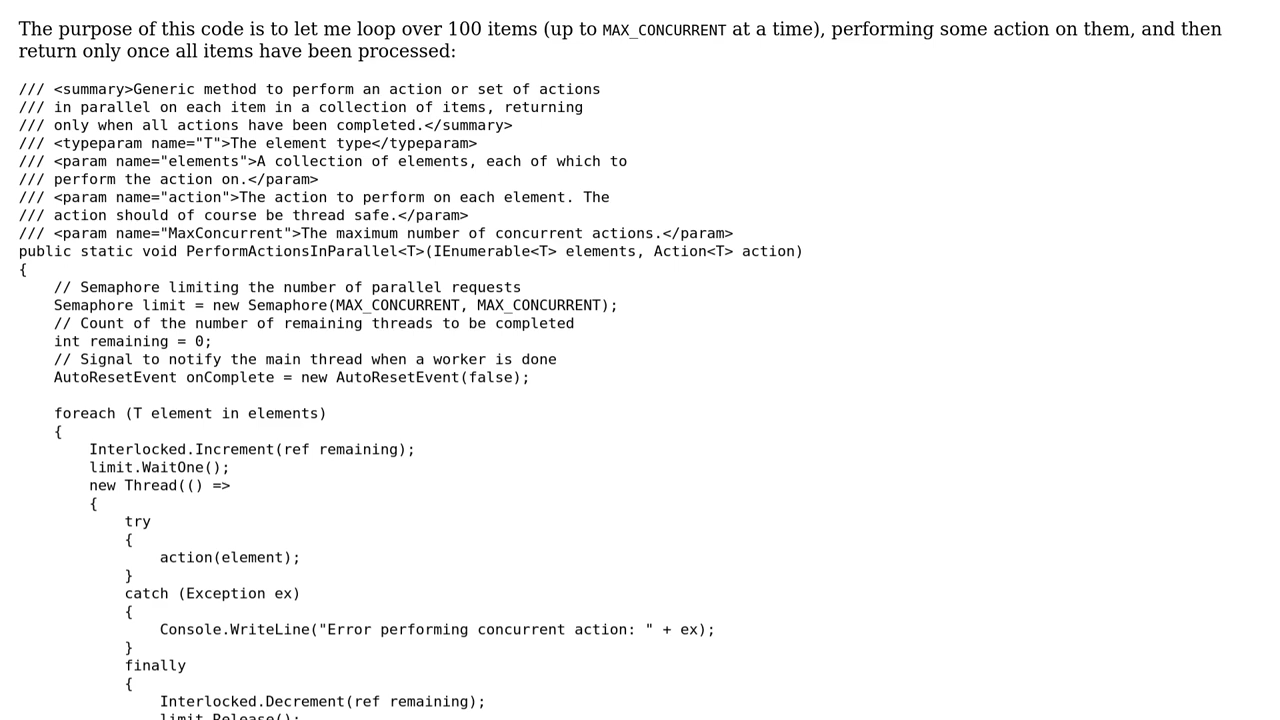 The purpose of this code is to let me loop over 100 items (up to MAX_CONCURRENT at a time), performing some action on them, and then
return only once all items have been processed:
/// <summary>Generic method to perform an action or set of actions
/// in parallel on each item in a collection of items, returning
/// only when all actions have been completed.</summary>
/// <typeparam name="T">The element type</typeparam>
/// <param name="elements">A collection of elements, each of which to
/// perform the action on.</param>
/// <param name="action">The action to perform on each element. The
/// action should of course be thread safe.</param>
/// <param name="MaxConcurrent">The maximum number of concurrent actions.</param>
public static void PerformActionsInParallel<T>(IEnumerable<T> elements, Action<T> action)
{
    // Semaphore limiting the number of parallel requests
    Semaphore limit = new Semaphore(MAX_CONCURRENT, MAX_CONCURRENT);
    // Count of the number of remaining threads to be completed
    int remaining = 0;
    // Signal to notify the main thread when a worker is done
    AutoResetEvent onComplete = new AutoResetEvent(false);

    foreach (T element in elements)
    {
        Interlocked.Increment(ref remaining);
        limit.WaitOne();
        new Thread(() =>
        {
            try
            {
                action(element);
            }
            catch (Exception ex)
            {
                Console.WriteLine("Error performing concurrent action: " + ex);
            }
            finally
            {
                Interlocked.Decrement(ref remaining);
                limit.Release();